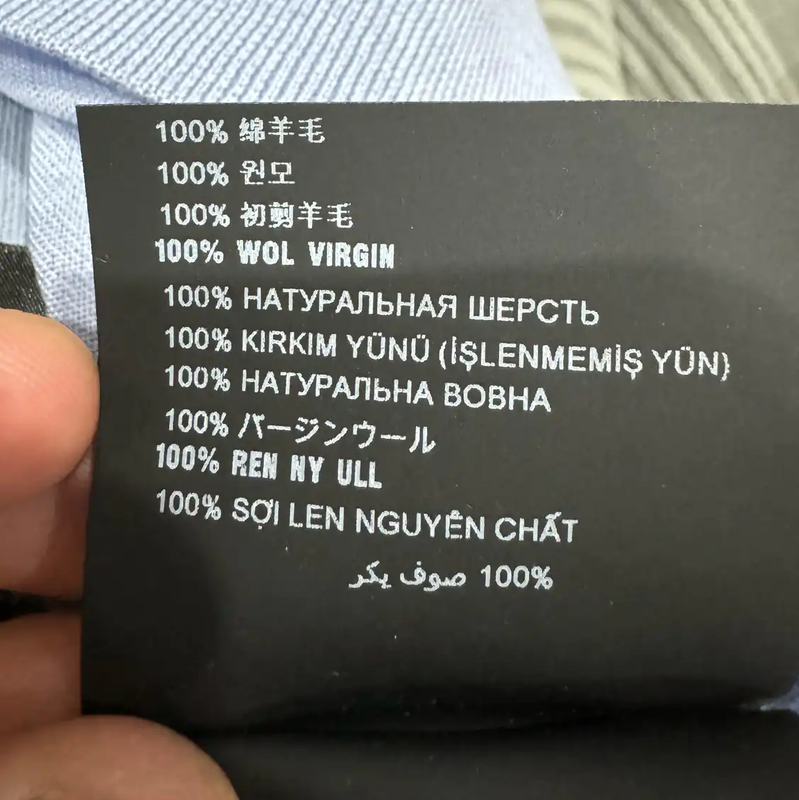 100% 绵羊毛
100% 원모
100% 初剪羊毛
100% WOL VIRGIN
100% НАТУРАЛЬНАЯ ШЕРСТЬ
100% KIRKIM YÜNÜ (İŞLENMEMİŞ YÜN)
100% НАТУРАЛЬНА ВОВНА
100% バージンウール
100% REN NY ULL
100% SỢI LEN NGUYÊN CHẤT
100% صوف بكر